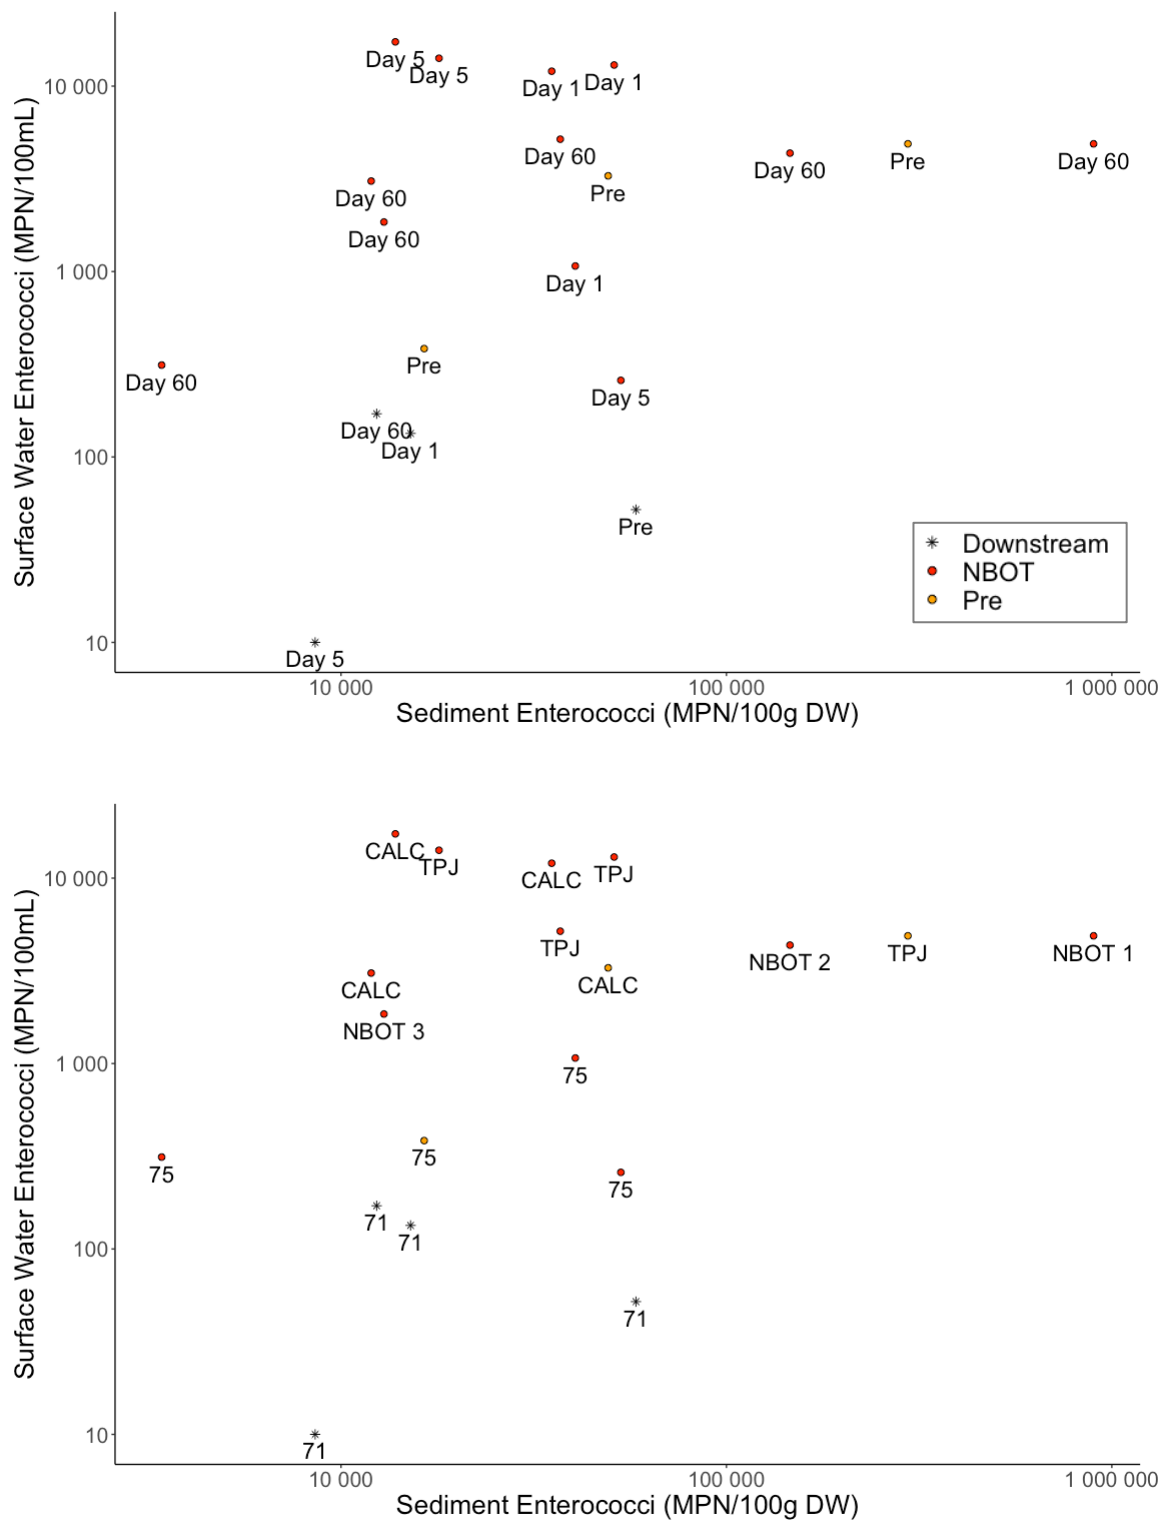 Surface Water Enterococci (MPN/100mL)
10 000
1 000
100
10
Day 5
Day 5
Day 1
Day 1
Day 60
Day 60
Pre
Day 60
Pre
Day 60
Day 60
Day 1
Pre
Day 60
Day 5
Day 60
Day 1
Pre
Day 5
Downstream
NBOT
Pre
10 000
100 000
1 000 000
Sediment Enterococci (MPN/100g DW)
Surface Water Enterococci (MPN/100mL)
10 000
1 000
100
10
CALC
TPJ
CALC
TPJ
TPJ
NBOT 2
TPJ
NBOT 1
CALC
CALC
NBOT 3
75
75
75
75
71
71
71
71
10 000
100 000
1 000 000
Sediment Enterococci (MPN/100g DW)